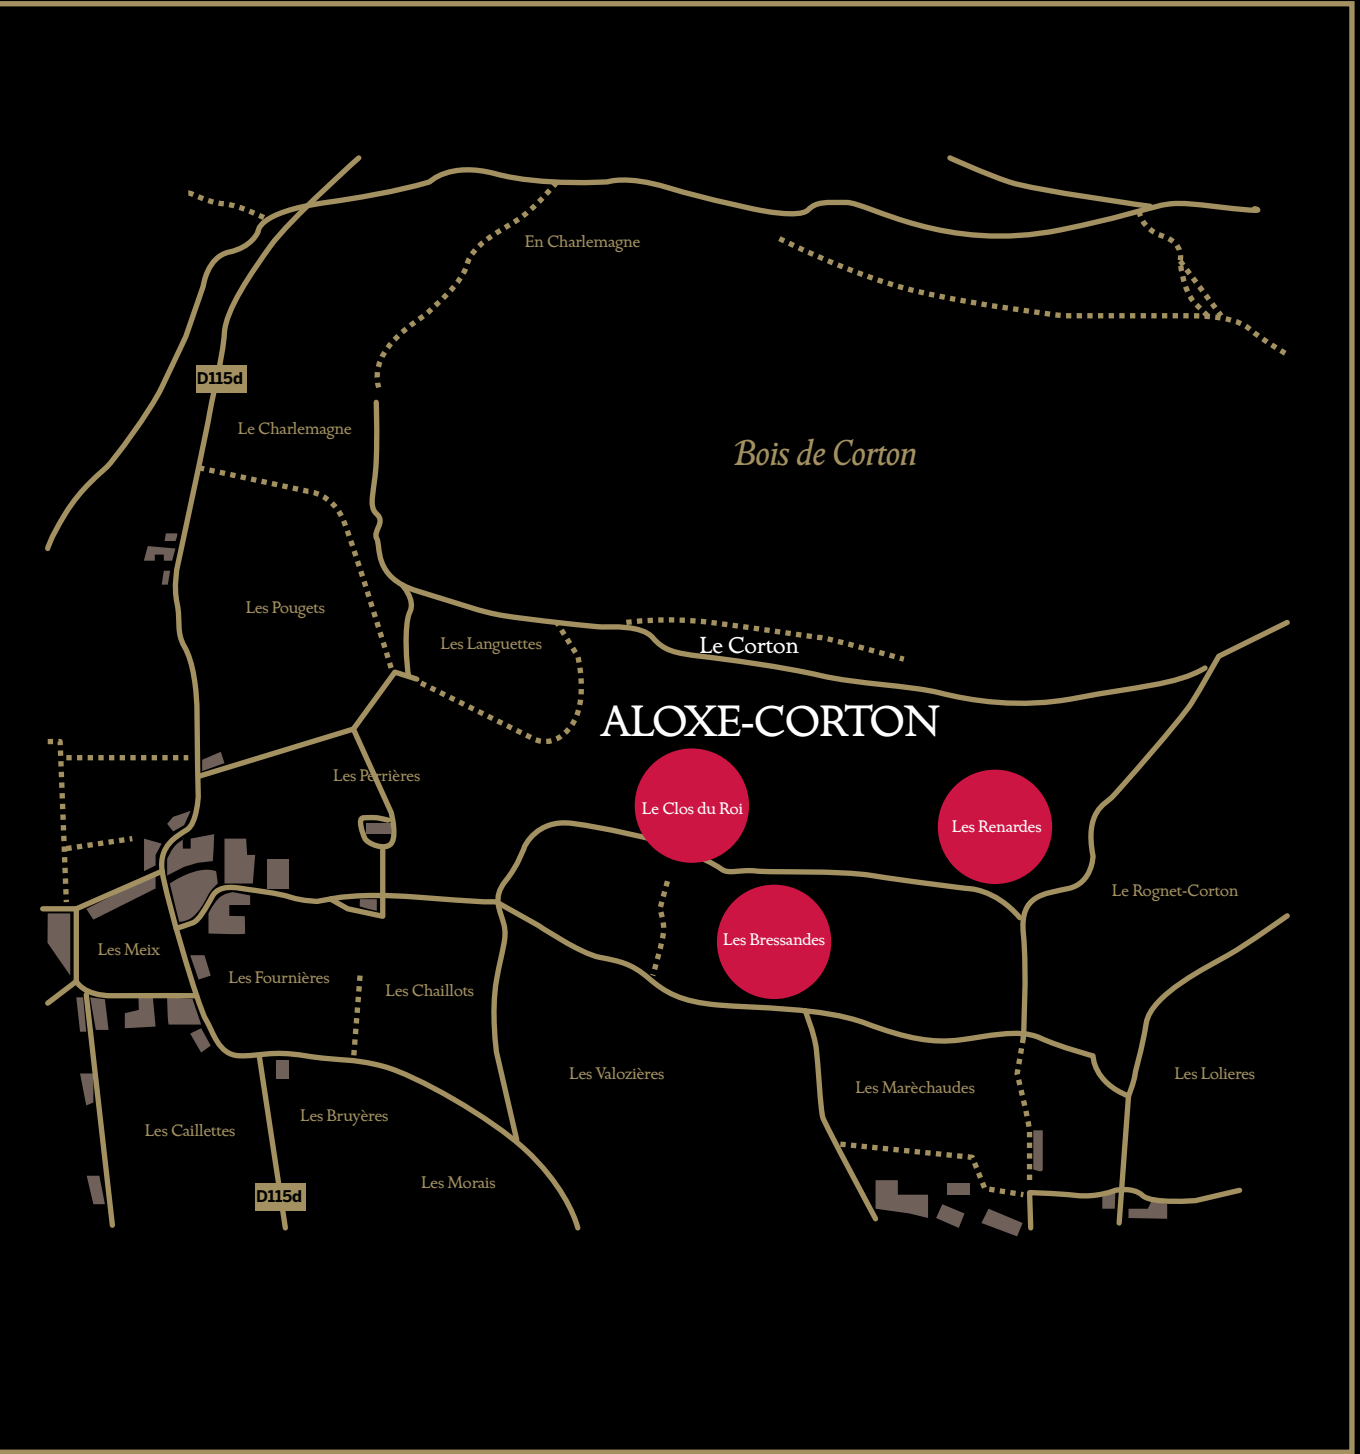 En Charlemagne
D115d
Le Charlemagne
Bois de Corton
Les Pougets
Les Languettes
Le Corton
ALOXE-CORTON
Les Perrières
Le Clos du Roi
Les Renardes
Le Rognet-Corton
Les Bressandes
Les Meix
Les Fournières
Les Chaillots
Les Valozières
Les Marèchaudes
Les Lolieres
Les Bruyères
Les Caillettes
Les Morais
D115d